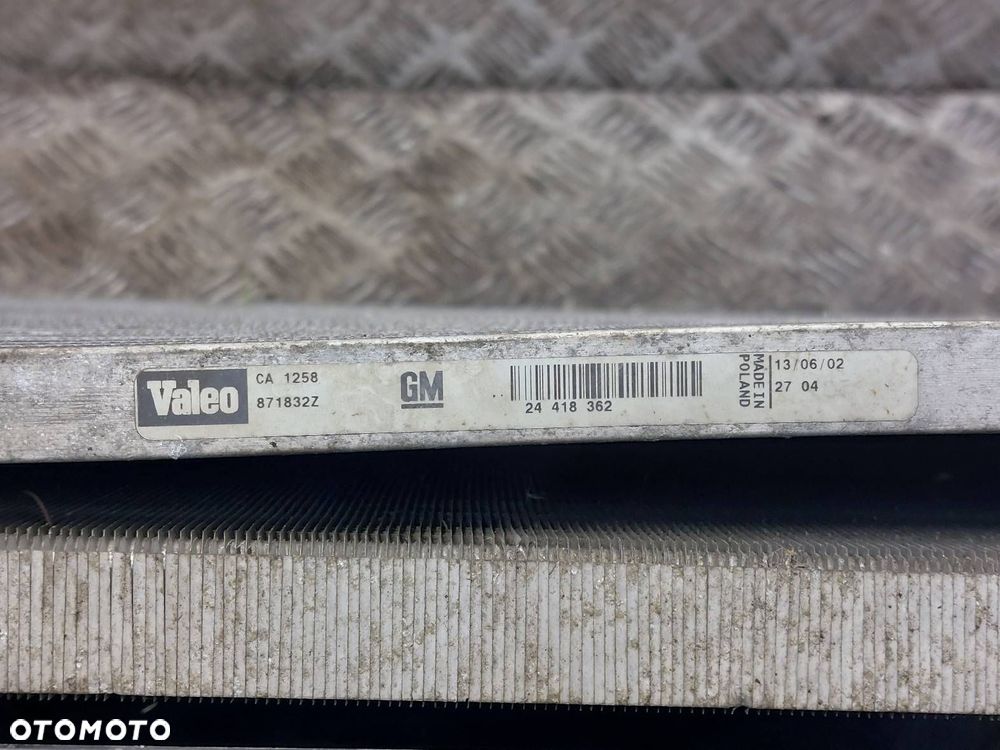 Valeo
CA 1258
871832Z
GM
24 418 362
MADE IN
POLAND
13/06/02
27 04
OTOMOTO